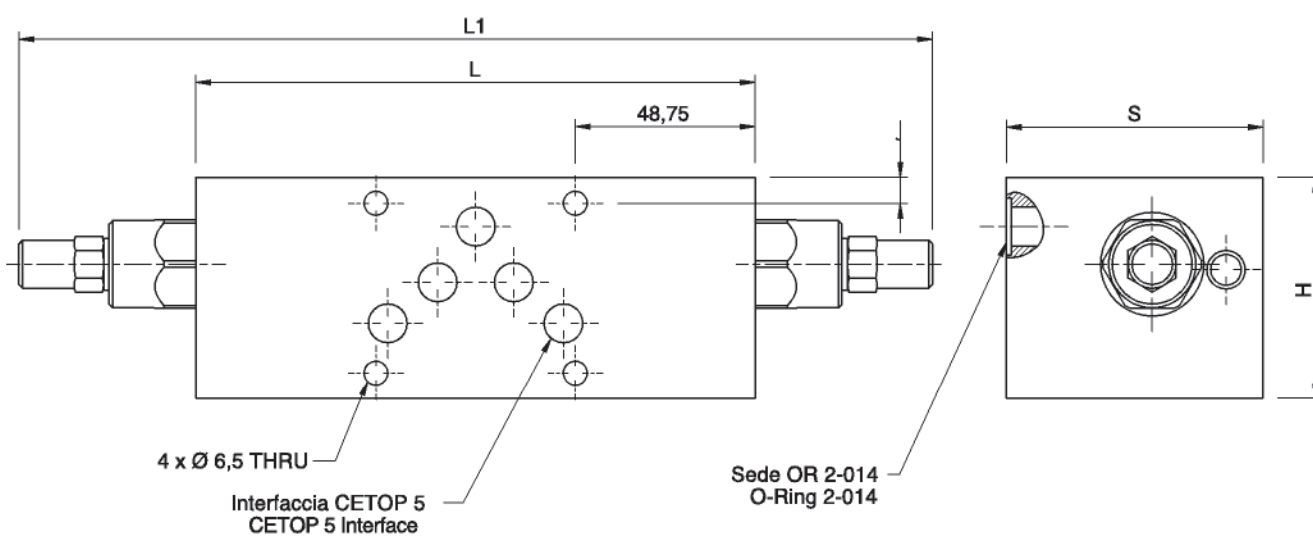 L1
L
48,75
S
H
4 x Ø 6,5 THRU
Interfaccia CETOP 5
CETOP 5 Interface
Sede OR 2-014
O-Ring 2-014